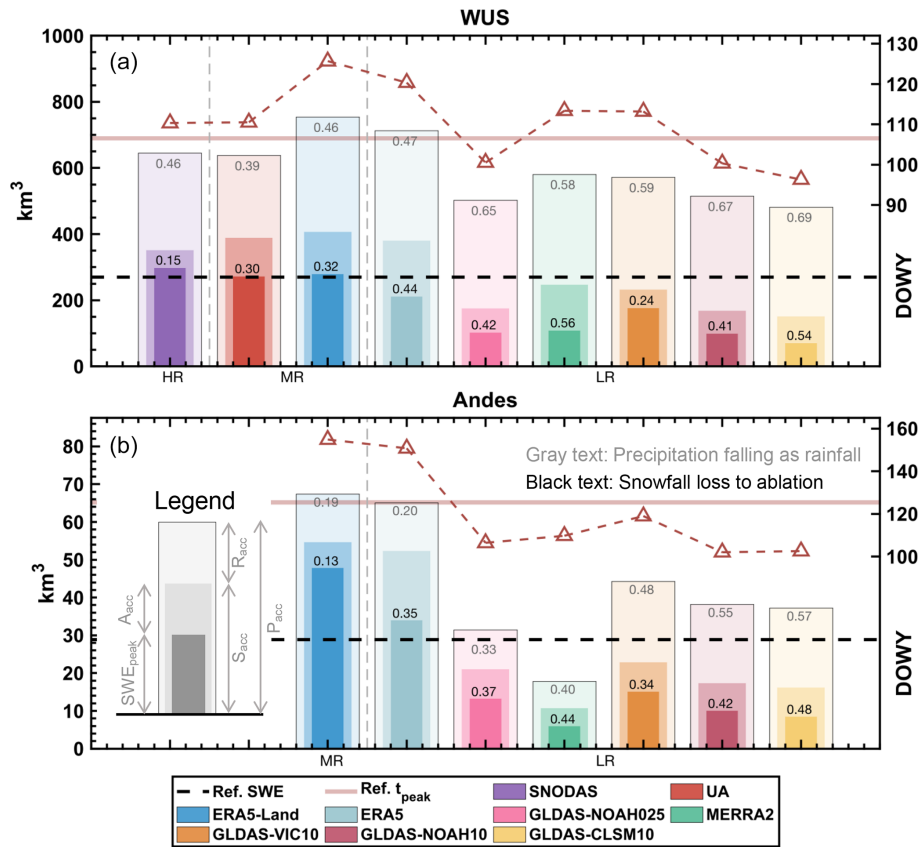 WUS
(a)
1000
800
600
400
200
0
km³
130
120
110
100
90
DOWY
0.46
0.39
0.46
0.47
0.65
0.58
0.59
0.67
0.69
0.15
0.30
0.32
0.44
0.42
0.56
0.24
0.41
0.54
HR
MR
LR
Andes
(b)
80
70
60
50
40
30
20
10
0
km³
160
140
120
100
DOWY
Gray text: Precipitation falling as rainfall
Black text: Snowfall loss to ablation
Legend
SWEpeak
Aacc
Sacc
Racc
Pacc
0.19
0.20
0.33
0.40
0.48
0.55
0.57
0.13
0.35
0.37
0.44
0.34
0.42
0.48
MR
LR
Ref. SWE
Ref. tpeak
SNODAS
UA
ERA5-Land
ERA5
GLDAS-NOAH025
MERRA2
GLDAS-VIC10
GLDAS-NOAH10
GLDAS-CLSM10